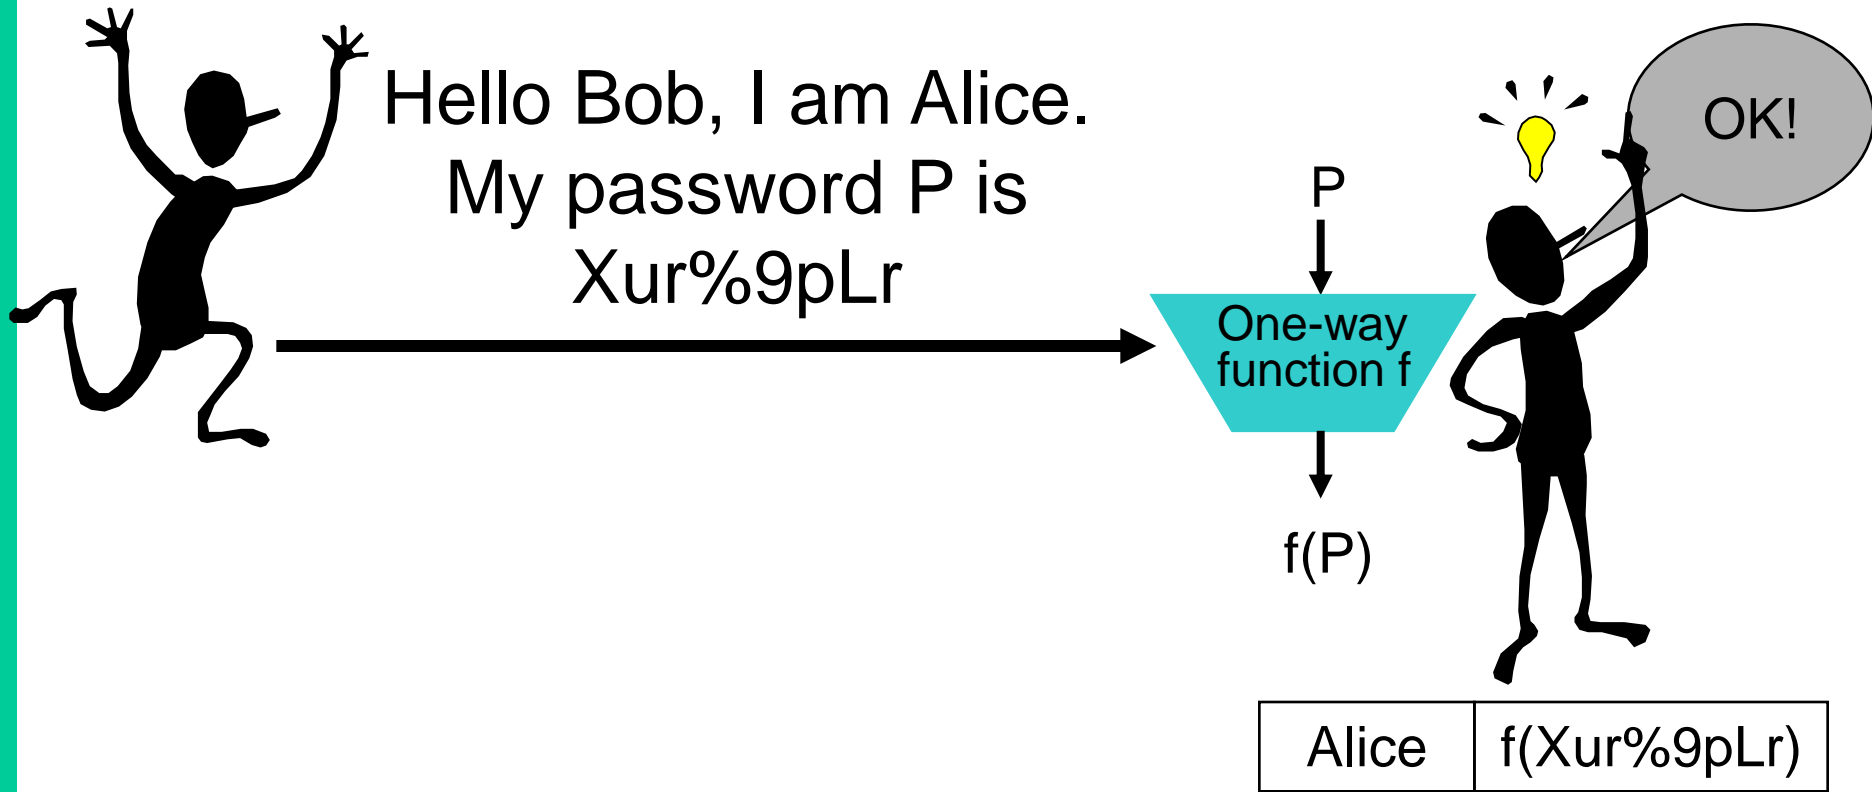 Hello Bob, I am Alice.
My password P is
Xur%9pLr
OK!
P
One-way
function f
f(P)
Alice f(Xur%9pLr)